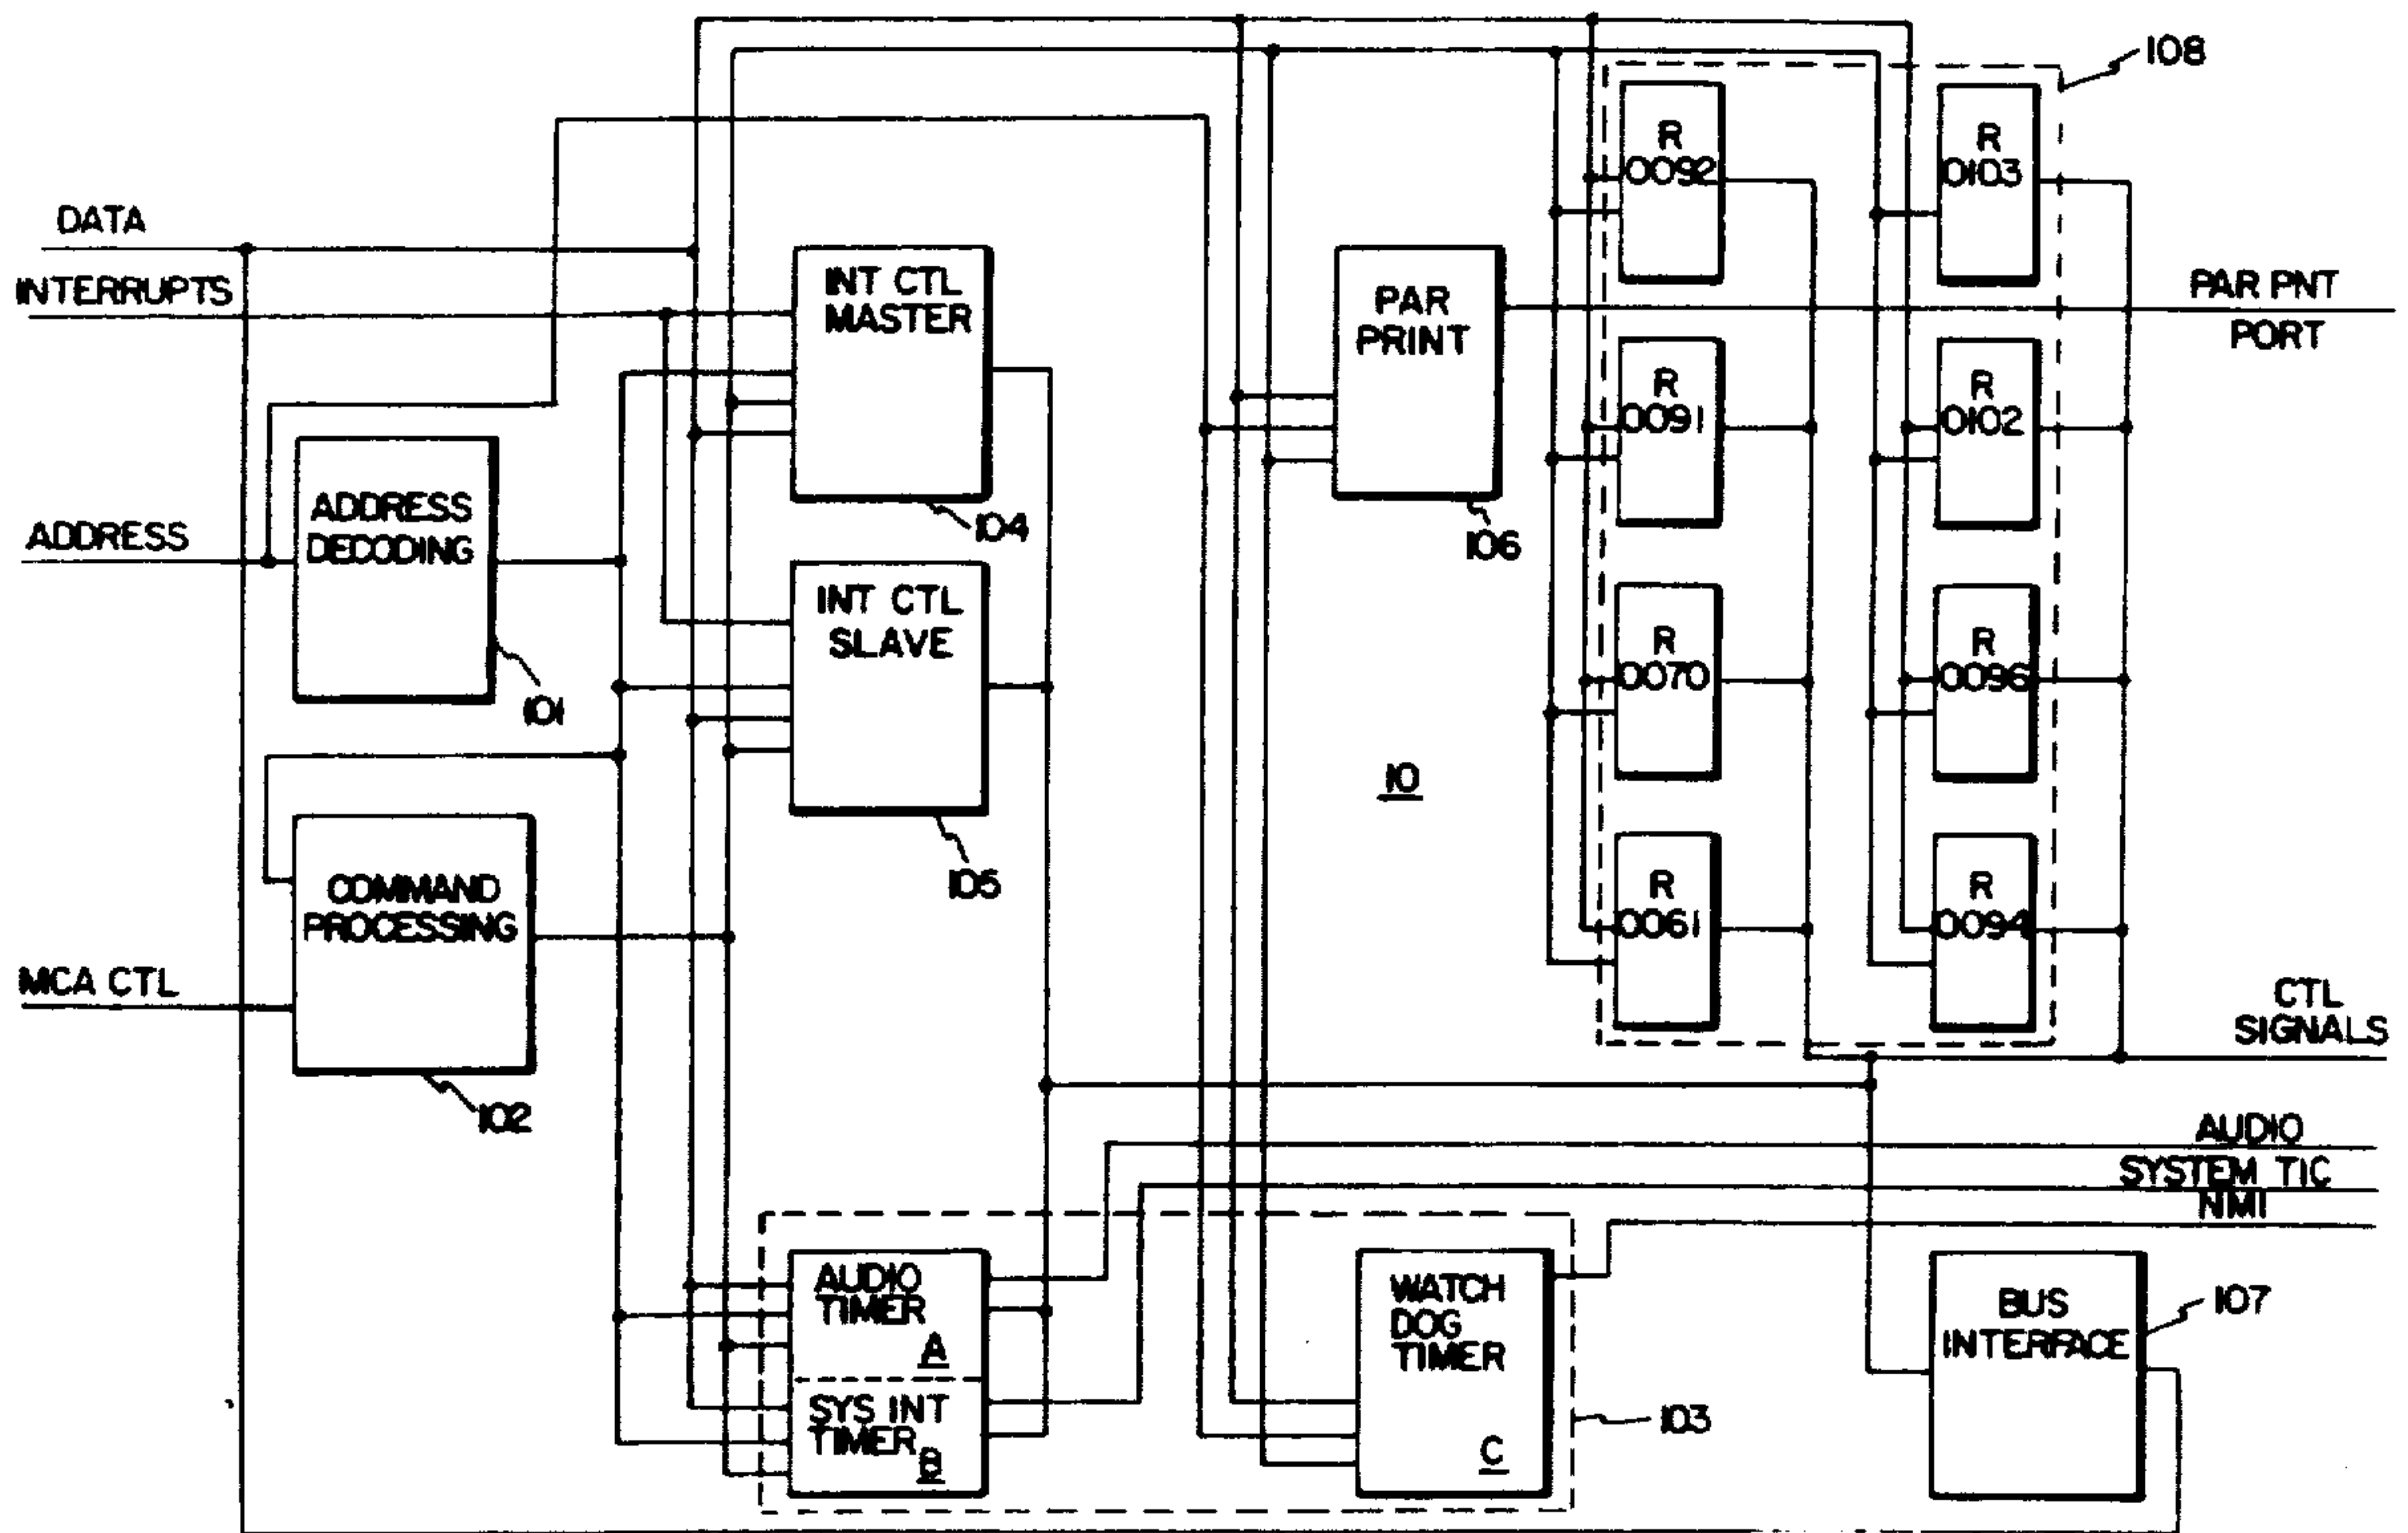 DATA
INTERRUPTS
ADDRESS
MCA CTL
ADDRESS
DECODING
101
COMMAND
PROCESSING
102
INT CTL
MASTER
104
INT CTL
SLAVE
105
AUDIO
TIMER
A
SYS INT
TIMER
B
WATCH
DOG
TIMER
C
103
PAR
PRINT
106
10
R
0092
R
0091
R
0070
R
0061
R
0103
R
0102
R
0096
R
0094
108
PAR PNT
PORT
CTL
SIGNALS
AUDIO
SYSTEM TIC
NMI
BUS
INTERFACE
107